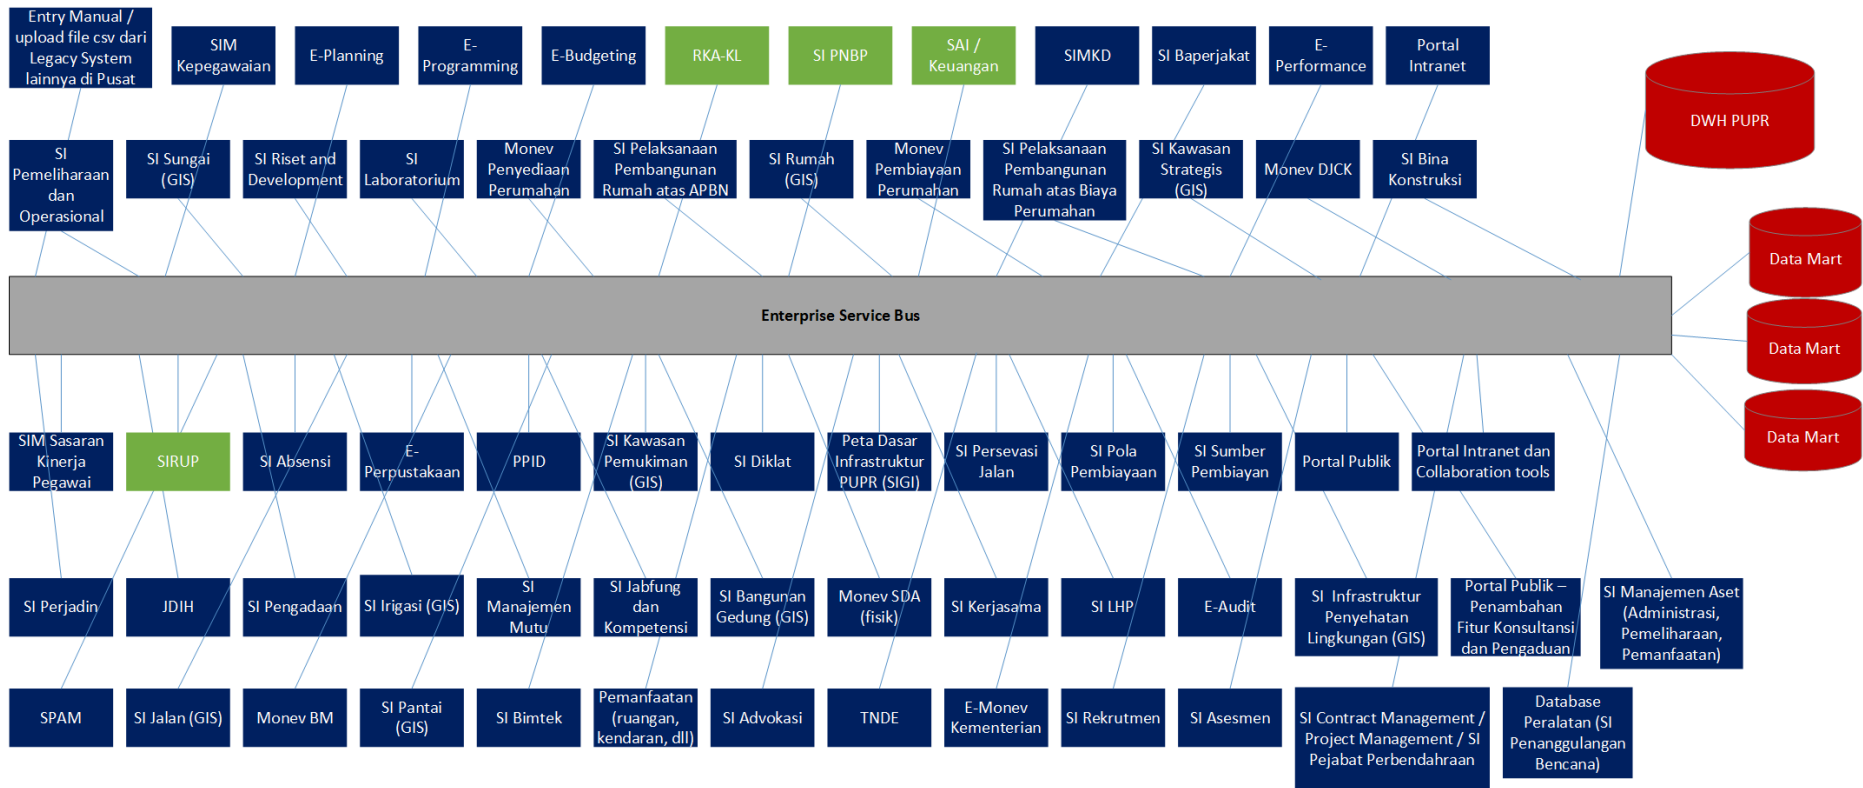 Entry Manual /
upload file csv dari
Legacy System
lainnya di Pusat
SIM
Kepegawaian
E-Planning
E-
Programming
E-Budgeting
RKA-KL
SI PNBP
SAI /
Keuangan
SIMKD
SI Baperjakat
E-
Performance
Portal
Intranet
DWH PUPR
SI
Pemeliharaan
dan
Operasional
SI Sungai
(GIS)
SI Riset and
Development
SI
Laboratorium
Monev
Penyediaan
Perumahan
SI Pelaksanaan
Pembangunan
Rumah atas APBN
SI Rumah
(GIS)
Monev
Pembiayaan
Perumahan
SI Pelaksanaan
Pembangunan
Rumah atas Biaya
Perumahan
SI Kawasan
Strategis
(GIS)
Monev DJCK
SI Bina
Konstruksi
Data Mart
Enterprise Service Bus
Data Mart
Data Mart
SIM Sasaran
Kinerja
Pegawai
SIRUP
SI Absensi
E-
Perpustakaan
PPID
SI Kawasan
Pemukiman
(GIS)
SI Diklat
Peta Dasar
Infrastruktur
PUPR (SIGI)
SI Persevasi
Jalan
SI Pola
Pembiayaan
SI Sumber
Pembiayan
Portal Publik
Portal Intranet dan
Collaboration tools
SI Perjadin
JDIH
SI Pengadaan
SI Irigasi (GIS)
SI
Manajemen
Mutu
SI Jabfung
dan
Kompetensi
SI Bangunan
Gedung (GIS)
Monev SDA
(fisik)
SI Kerjasama
SI LHP
E-Audit
SI  Infrastruktur
Penyehatan
Lingkungan (GIS)
Portal Publik –
Penambahan
Fitur Konsultansi
dan Pengaduan
SI Manajemen Aset
(Administrasi,
Pemeliharaan,
Pemanfaatan)
SPAM
SI Jalan (GIS)
Monev BM
SI Pantai
(GIS)
SI Bimtek
Pemanfaatan
(ruangan,
kendaran, dll)
SI Advokasi
TNDE
E-Monev
Kementerian
SI Rekrutmen
SI Asesmen
SI Contract Management /
Project Management / SI
Pejabat Perbendahraan
Database
Peralatan (SI
Penanggulangan
Bencana)